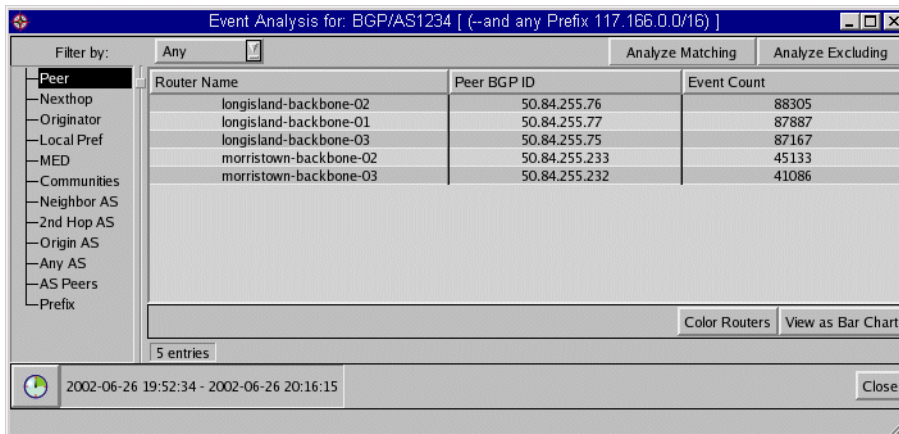 Event Analysis for: BGP/AS1234 [ (--and any Prefix 117.166.0.0/16) ]
Filter by: Any Analyze Matching Analyze Excluding
Peer
Nexthop
Originator
Local Pref
MED
Communities
Neighbor AS
2nd Hop AS
Origin AS
Any AS
AS Peers
Prefix
Router Name Peer BGP ID Event Count
longisland-backbone-02 50.84.255.76 88305
longisland-backbone-01 50.84.255.77 87887
longisland-backbone-03 50.84.255.75 87167
morristown-backbone-02 50.84.255.233 45133
morristown-backbone-03 50.84.255.232 41086
Color Routers View as Bar Chart
5 entries
2002-06-26 19:52:34 - 2002-06-26 20:16:15 Close